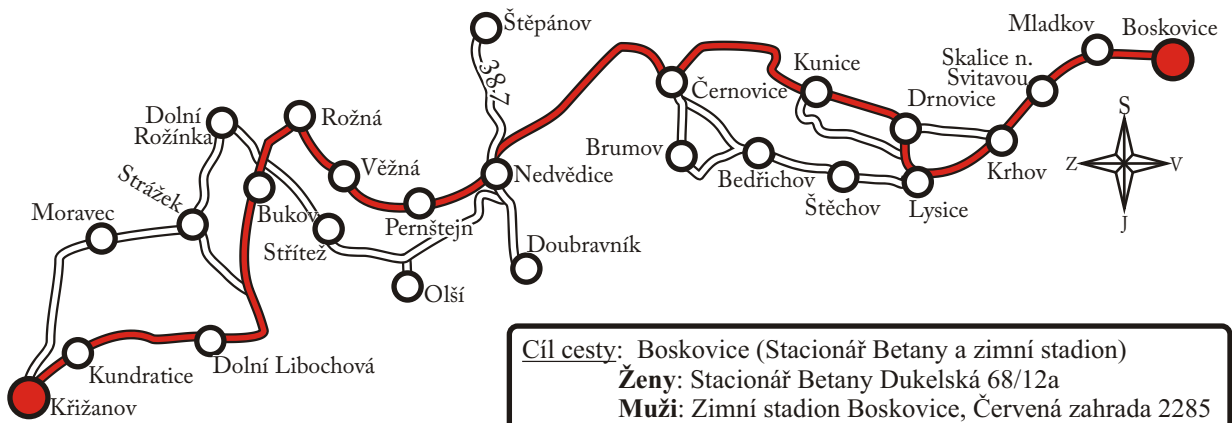 Štěpánov
38.7
Mladkov
Boskovice
Skalice n.
Svitavou
Kunice
Drnovice
Černovice
Dolní
Rožínka
Rožná
S
Brumov
Věžná
Nedvědice
Bedřichov
Krhov
Z
V
Strážek
Štěchov
Lysice
Moravec
Bukov
Pernštejn
J
Střítež
Doubravník
Olší
Dolní Libochová
Kundratice
Křižanov
Cíl cesty: Boskovice (Stacionář Betany a zimní stadion)
Ženy: Stacionář Betany Dukelská 68/12a
Muži: Zimní stadion Boskovice, Červená zahrada 2285